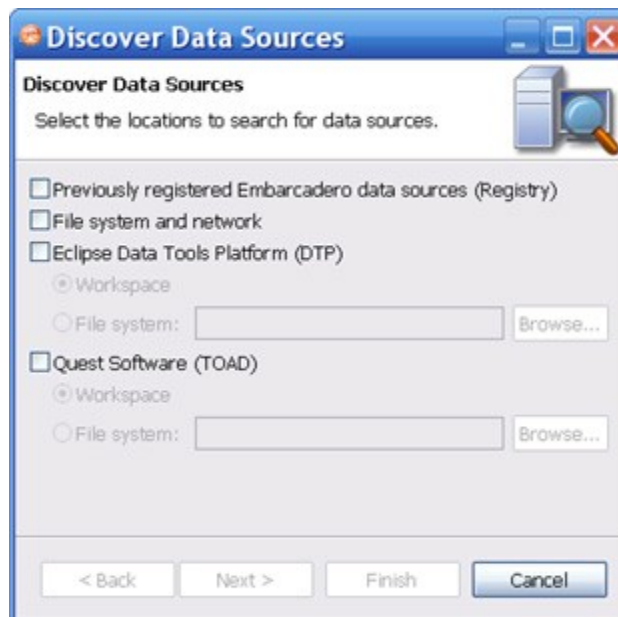 Discover Data Sources
Discover Data Sources
Select the locations to search for data sources.
Previously registered Embarcadero data sources (Registry)
File system and network
Eclipse Data Tools Platform (DTP)
Workspace
File system: Browse...
Quest Software (TOAD)
Workspace
File system: Browse...
< Back Next > Finish Cancel